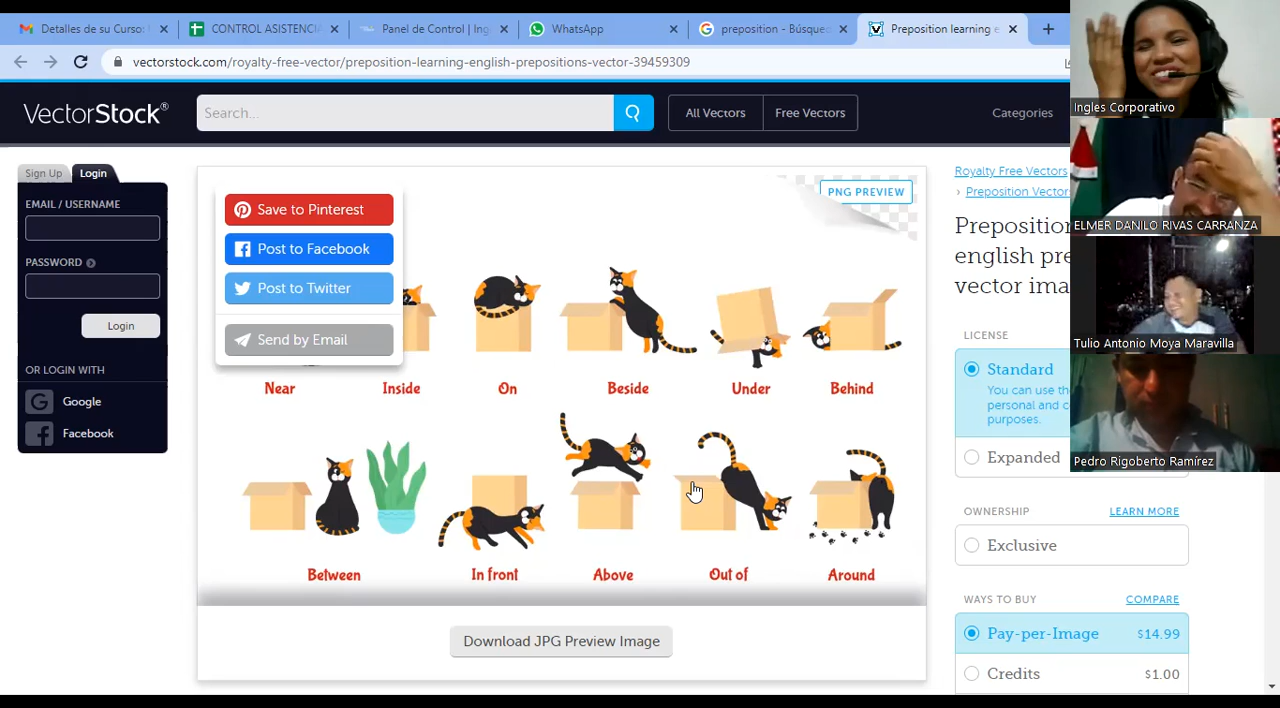 Detalles de su Curso:
CONTROL ASISTENCIA
Panel de Control | Ing
WhatsApp
preposition - Búsque
Preposition learning e
vectorstock.com/royalty-free-vector/preposition-learning-english-prepositions-vector-39459309
VectorStock®
Search...
All Vectors
Free Vectors
Categories
Sign Up
Login
EMAIL / USERNAME
PASSWORD
Login
OR LOGIN WITH
Google
Facebook
Save to Pinterest
Post to Facebook
Post to Twitter
Send by Email
PNG PREVIEW
Near
Inside
On
Beside
Under
Behind
Between
In front
Above
Out of
Around
Download JPG Preview Image
Royalty Free Vectors
› Preposition Vector
Preposition
english pre
vector ima
LICENSE
Standard
You can use th
personal and c
purposes.
Expanded
OWNERSHIP
LEARN MORE
Exclusive
WAYS TO BUY
COMPARE
Pay-per-Image
$14.99
Credits
$1.00
Ingles Corporativo
ELMER DANILO RIVAS CARRANZA
Tulio Antonio Moya Maravilla
Pedro Rigoberto Ramírez